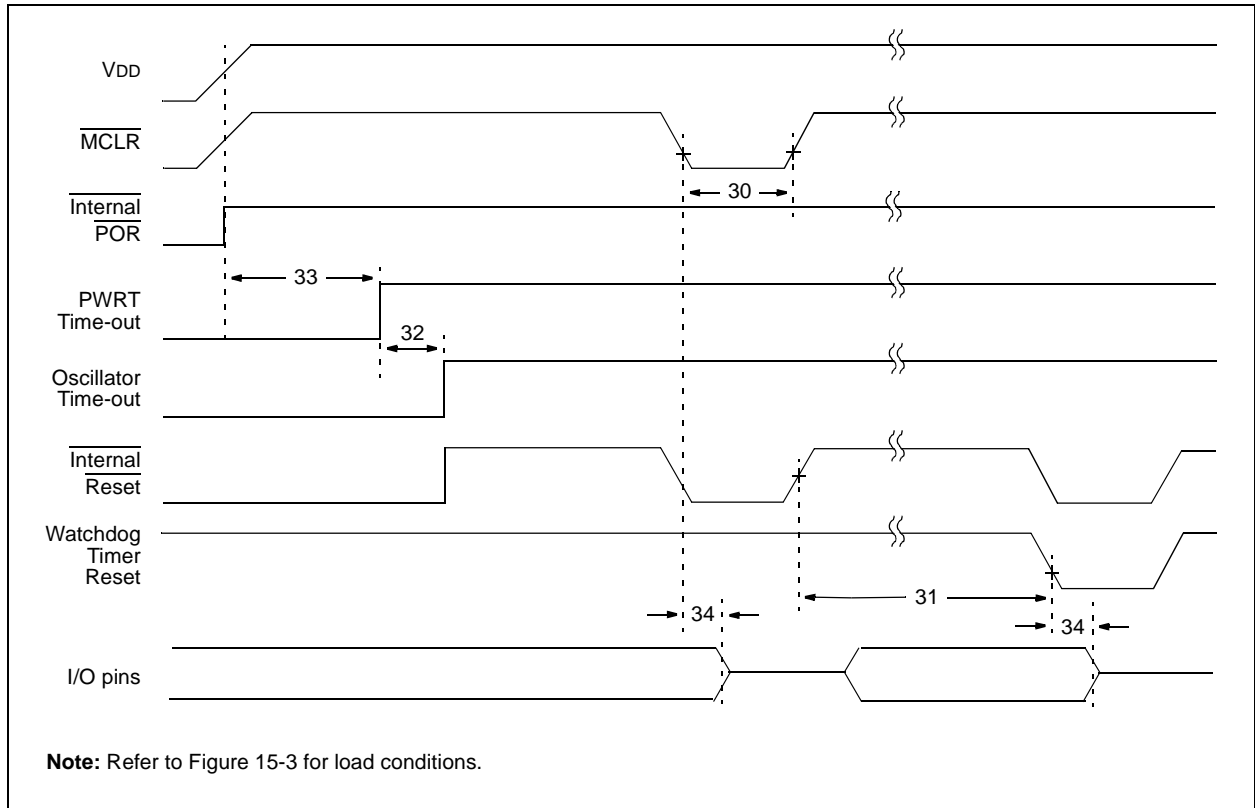 VDD
MCLR
30
Internal
POR
33
PWRT
Time-out
32
Oscillator
Time-out
Internal
Reset
Watchdog
Timer
Reset
31
34
34
I/O pins
Note: Refer to Figure 15-3 for load conditions.